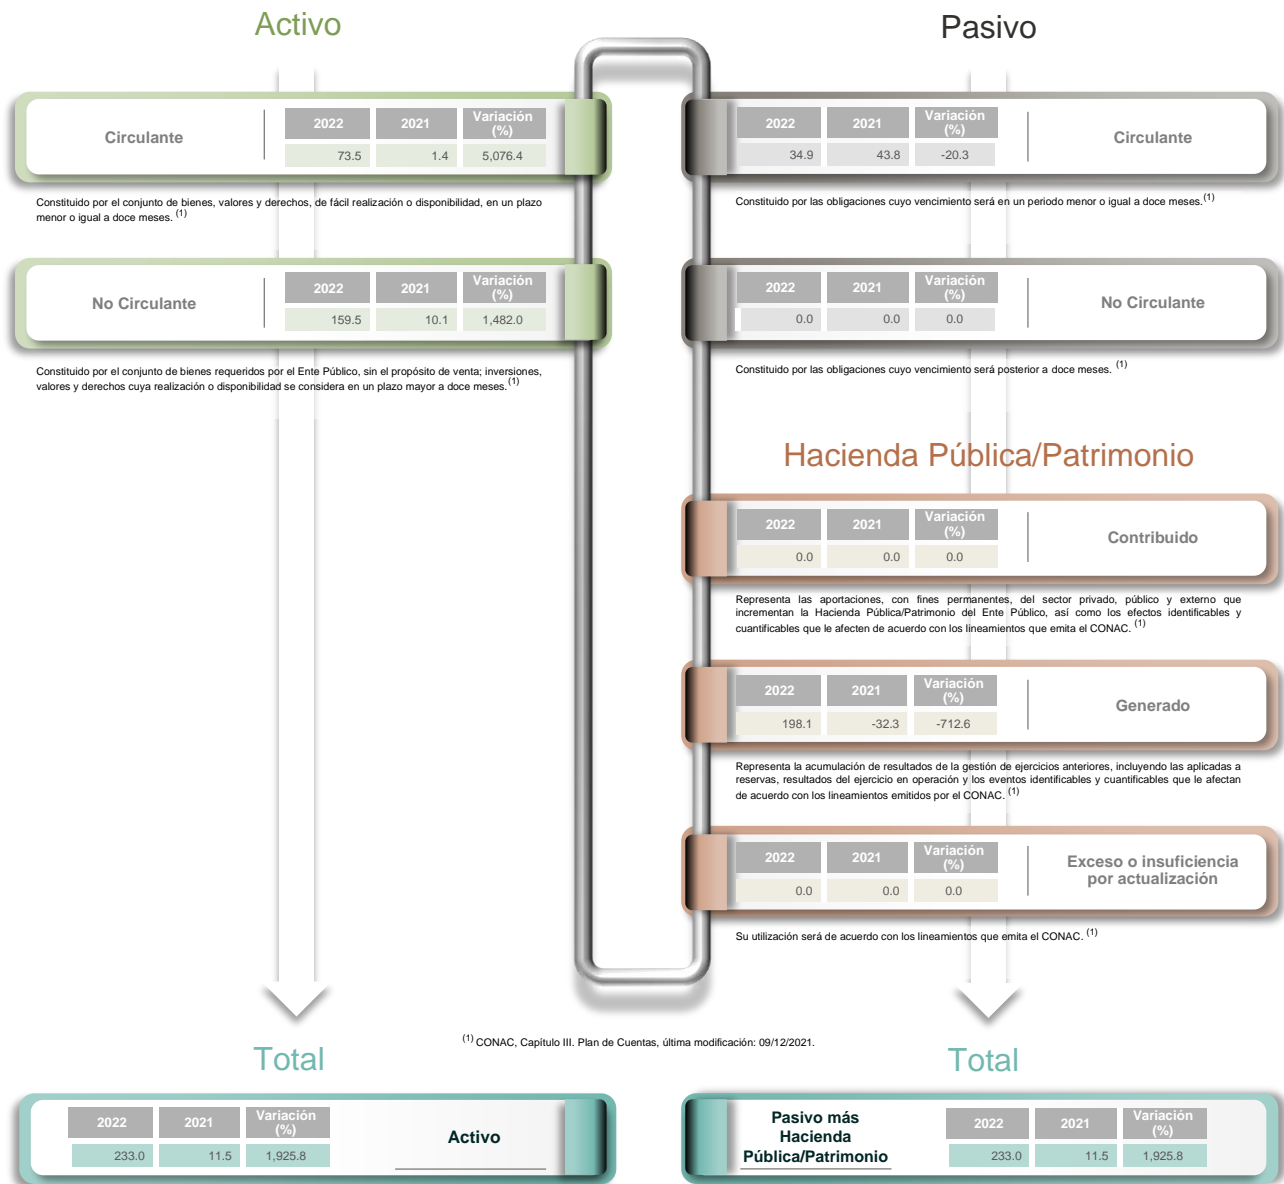 Activo
Circulante
2022 2021 Variación (%)
73.5 1.4 5,076.4
Constituido por el conjunto de bienes, valores y derechos, de fácil realización o disponibilidad, en un plazo
menor o igual a doce meses. (1)
No Circulante
2022 2021 Variación (%)
159.5 10.1 1,482.0
Constituido por el conjunto de bienes requeridos por el Ente Público, sin el propósito de venta; inversiones,
valores y derechos cuya realización o disponibilidad se considera en un plazo mayor a doce meses. (1)
Pasivo
2022 2021 Variación (%)
34.9 43.8 -20.3
Circulante
Constituido por las obligaciones cuyo vencimiento será en un periodo menor o igual a doce meses. (1)
2022 2021 Variación (%)
0.0 0.0 0.0
No Circulante
Constituido por las obligaciones cuyo vencimiento será posterior a doce meses. (1)
Hacienda Pública/Patrimonio
2022 2021 Variación (%)
0.0 0.0 0.0
Contribuido
Representa las aportaciones, con fines permanentes, del sector privado, público y externo que
incrementan la Hacienda Pública/Patrimonio del Ente Público, así como los efectos identificables y
cuantificables que le afecten de acuerdo con los lineamientos que emita el CONAC. (1)
2022 2021 Variación (%)
198.1 -32.3 -712.6
Generado
Representa la acumulación de resultados de la gestión de ejercicios anteriores, incluyendo las aplicadas a
reservas, resultados del ejercicio en operación y los eventos identificables y cuantificables que le afectan
de acuerdo con los lineamientos emitidos por el CONAC. (1)
2022 2021 Variación (%)
0.0 0.0 0.0
Exceso o insuficiencia
por actualización
Su utilización será de acuerdo con los lineamientos que emita el CONAC. (1)
(1) CONAC, Capítulo III. Plan de Cuentas, última modificación: 09/12/2021.
Total
2022 2021 Variación (%)
233.0 11.5 1,925.8
Activo
Total
Pasivo más
Hacienda
Pública/Patrimonio
2022 2021 Variación (%)
233.0 11.5 1,925.8